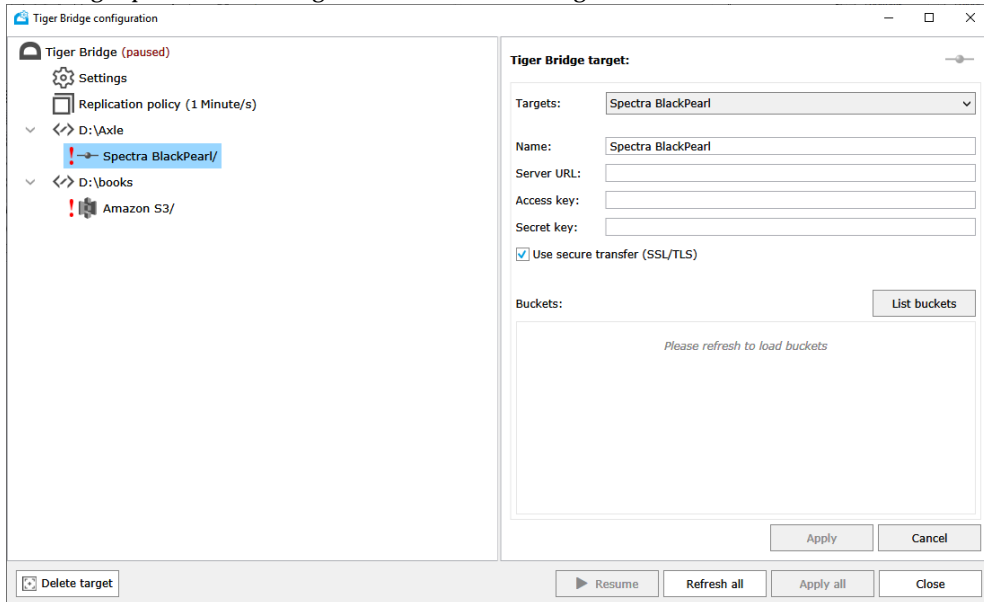 Tiger Bridge configuration
Tiger Bridge (paused)
Settings
Replication policy (1 Minute/s)
D:\Axle
Spectra BlackPearl/
D:\books
Amazon S3/
Tiger Bridge target:
Targets: Spectra BlackPearl
Name: Spectra BlackPearl
Server URL:
Access key:
Secret key:
Use secure transfer (SSL/TLS)
Buckets: List buckets
Please refresh to load buckets
Apply Cancel
Delete target Resume Refresh all Apply all Close